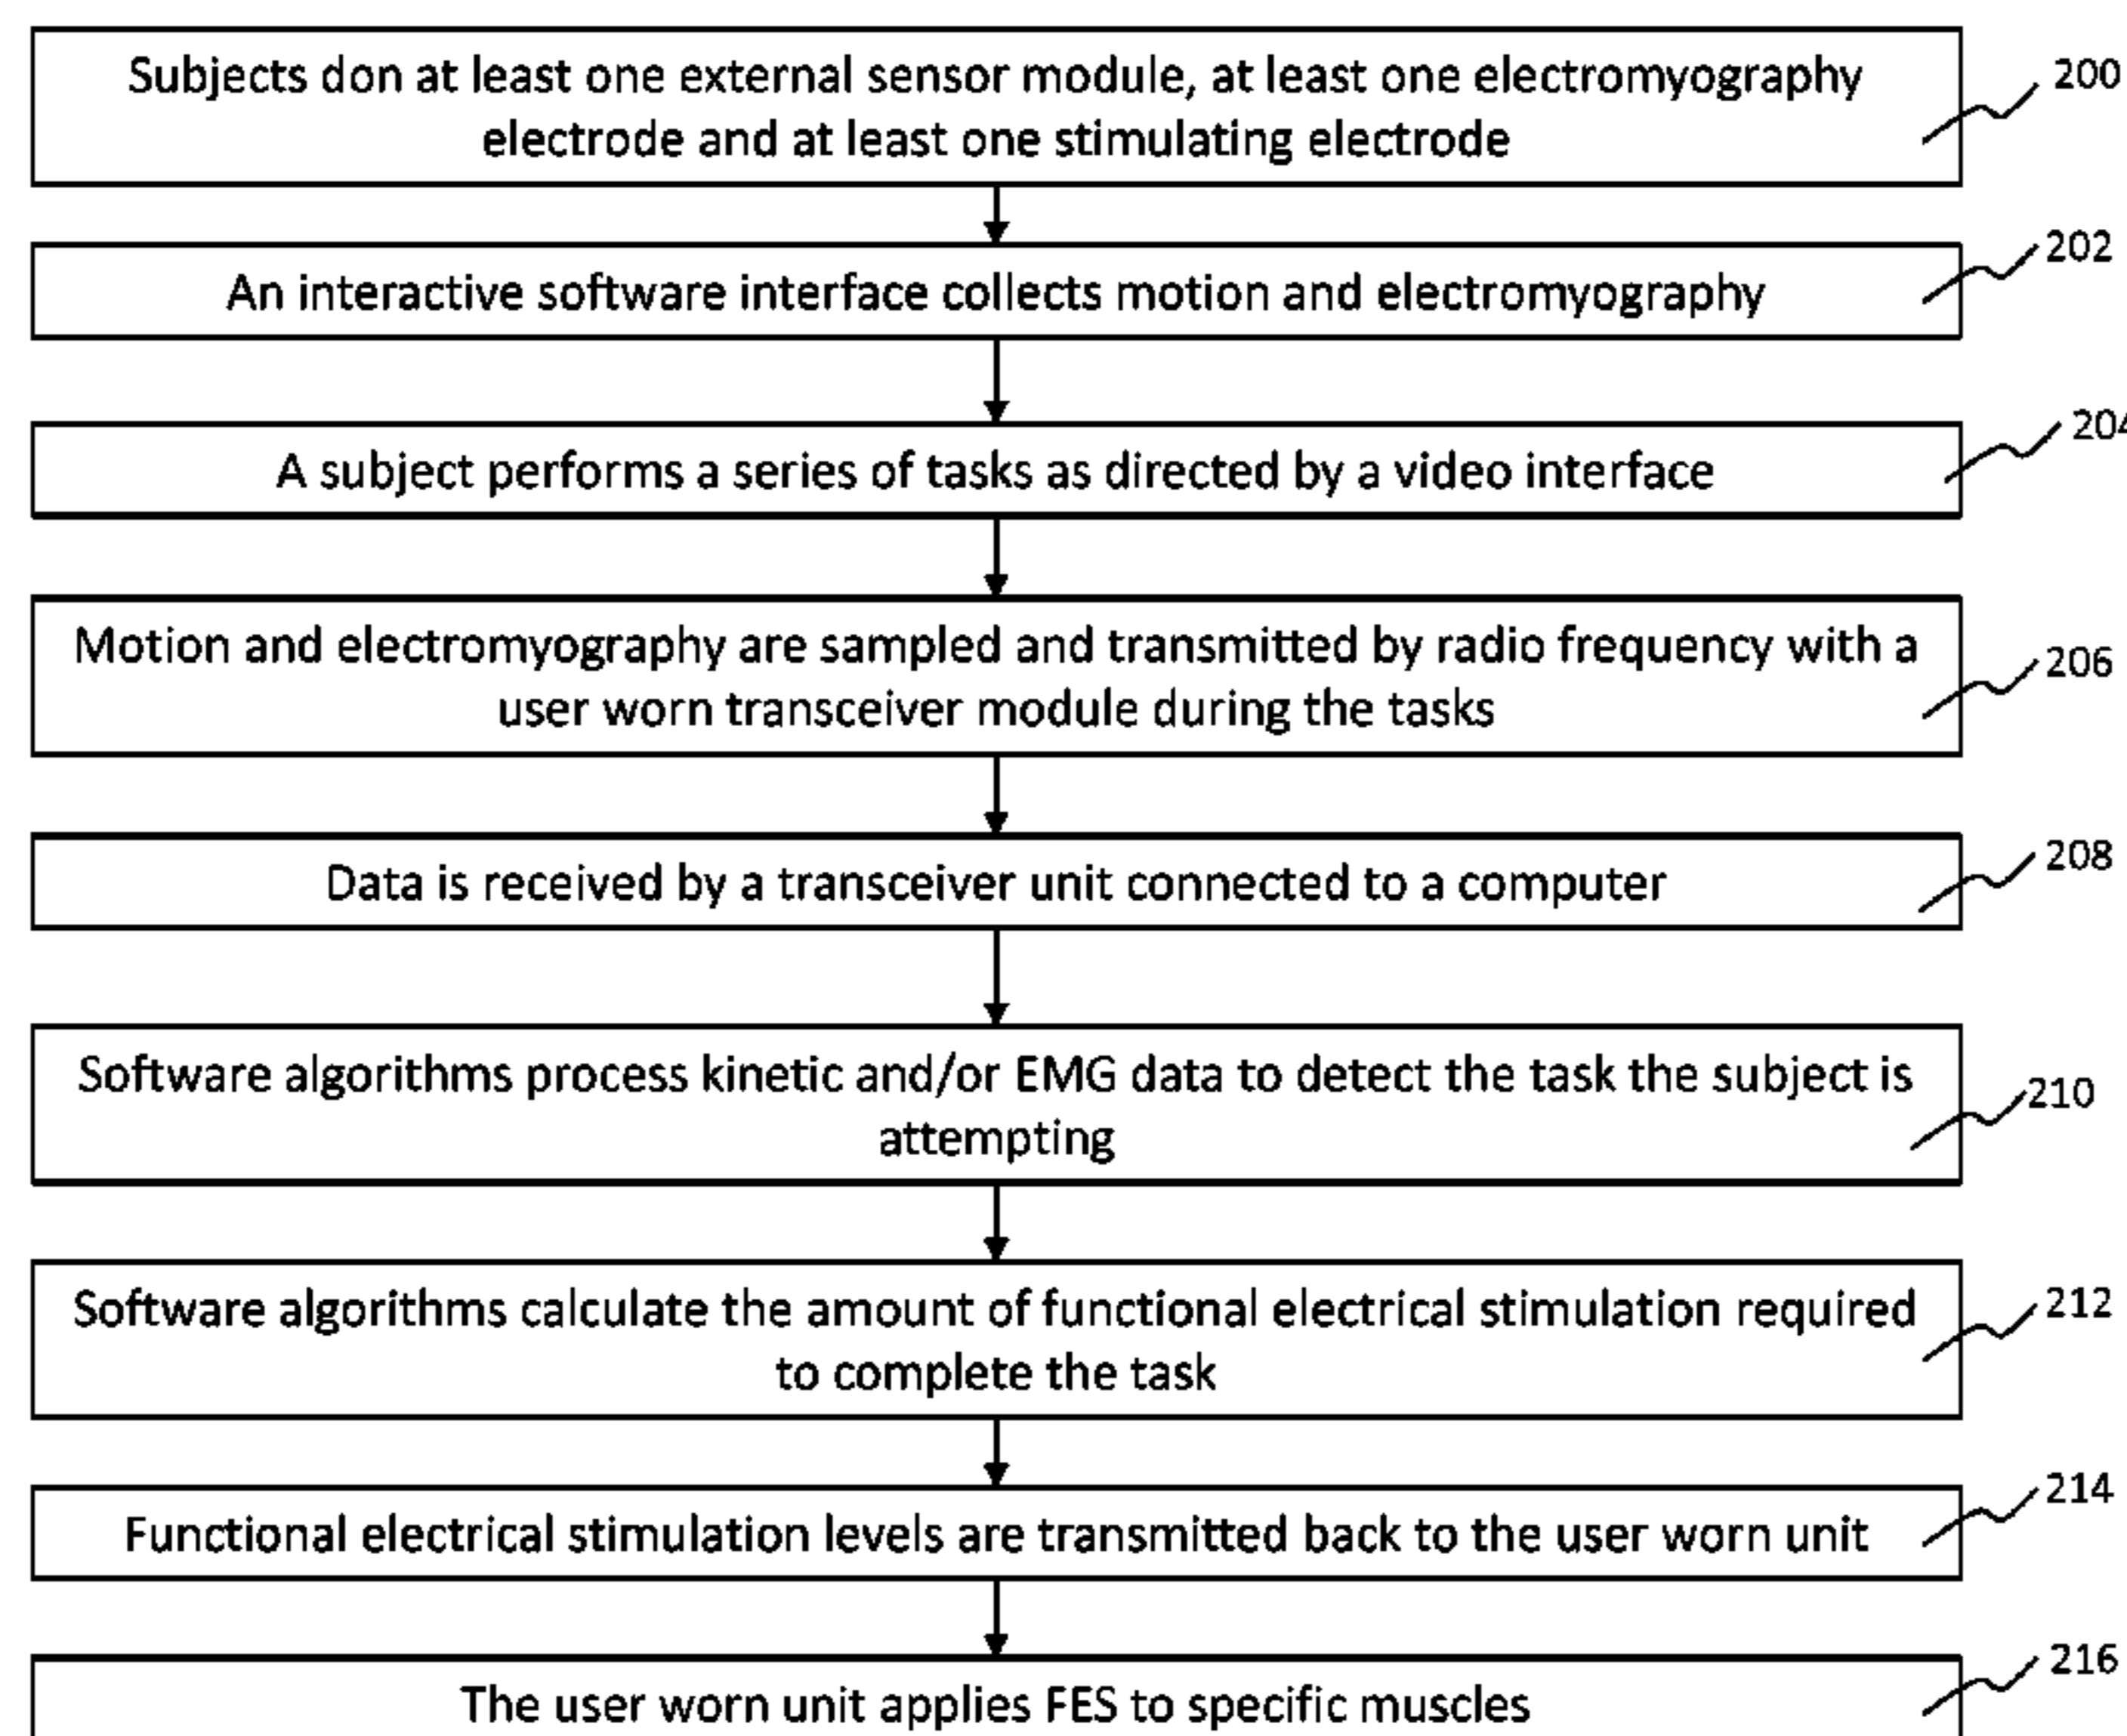 Subjects don at least one external sensor module, at least one electromyography
electrode and at least one stimulating electrode
200
An interactive software interface collects motion and electromyography
202
A subject performs a series of tasks as directed by a video interface
204
Motion and electromyography are sampled and transmitted by radio frequency with a
user worn transceiver module during the tasks
206
Data is received by a transceiver unit connected to a computer
208
Software algorithms process kinetic and/or EMG data to detect the task the subject is
attempting
210
Software algorithms calculate the amount of functional electrical stimulation required
to complete the task
212
Functional electrical stimulation levels are transmitted back to the user worn unit
214
The user worn unit applies FES to specific muscles
216